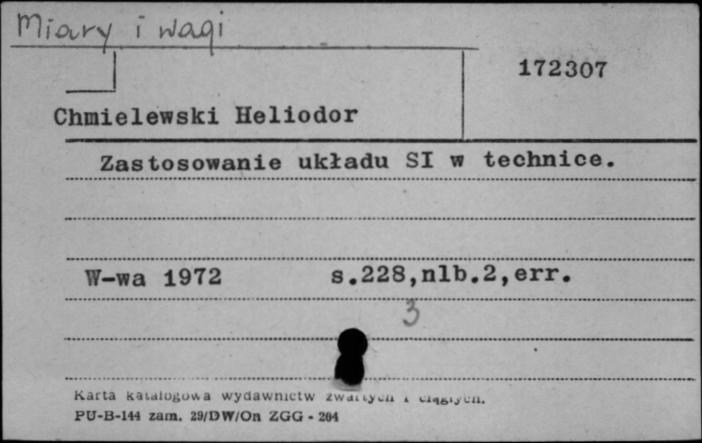 Miary i wagi
172307
Chmielewski Heliodor
Zastosowanie układu SI w technice.
W-wa 1972 s.228,nlb.2,err.
3
Karta katalogowa wydawnictw zwartych i ciągłych.
PU-B-144 zam. 29/DW/On ZGG - 264